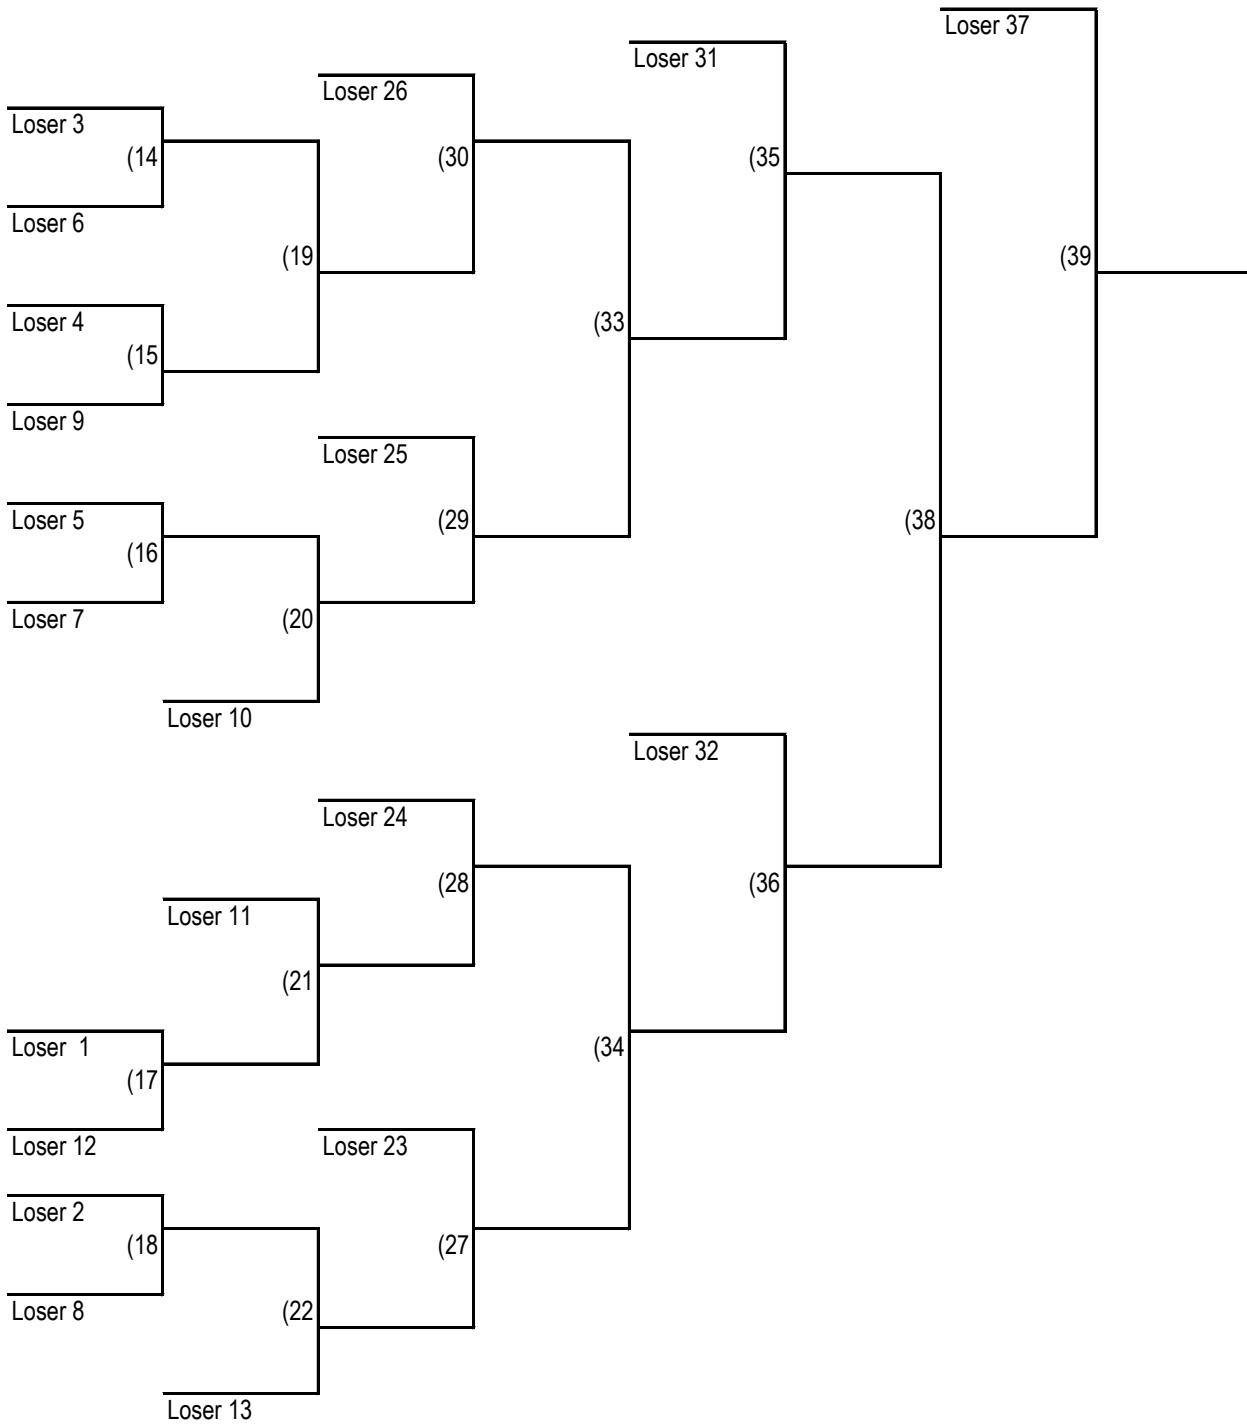 Loser 37
Loser 31
Loser 26
Loser 3
(14
(30
(35
Loser 6
(19
(39
Loser 4
(33
(15
Loser 9
Loser 25
Loser 5
(29
(38
(16
Loser 7
(20
Loser 10
Loser 32
Loser 24
(28
(36
Loser 11
(21
Loser  1
(34
(17
Loser 12
Loser 23
Loser 2
(18
(27
Loser 8
(22
Loser 13